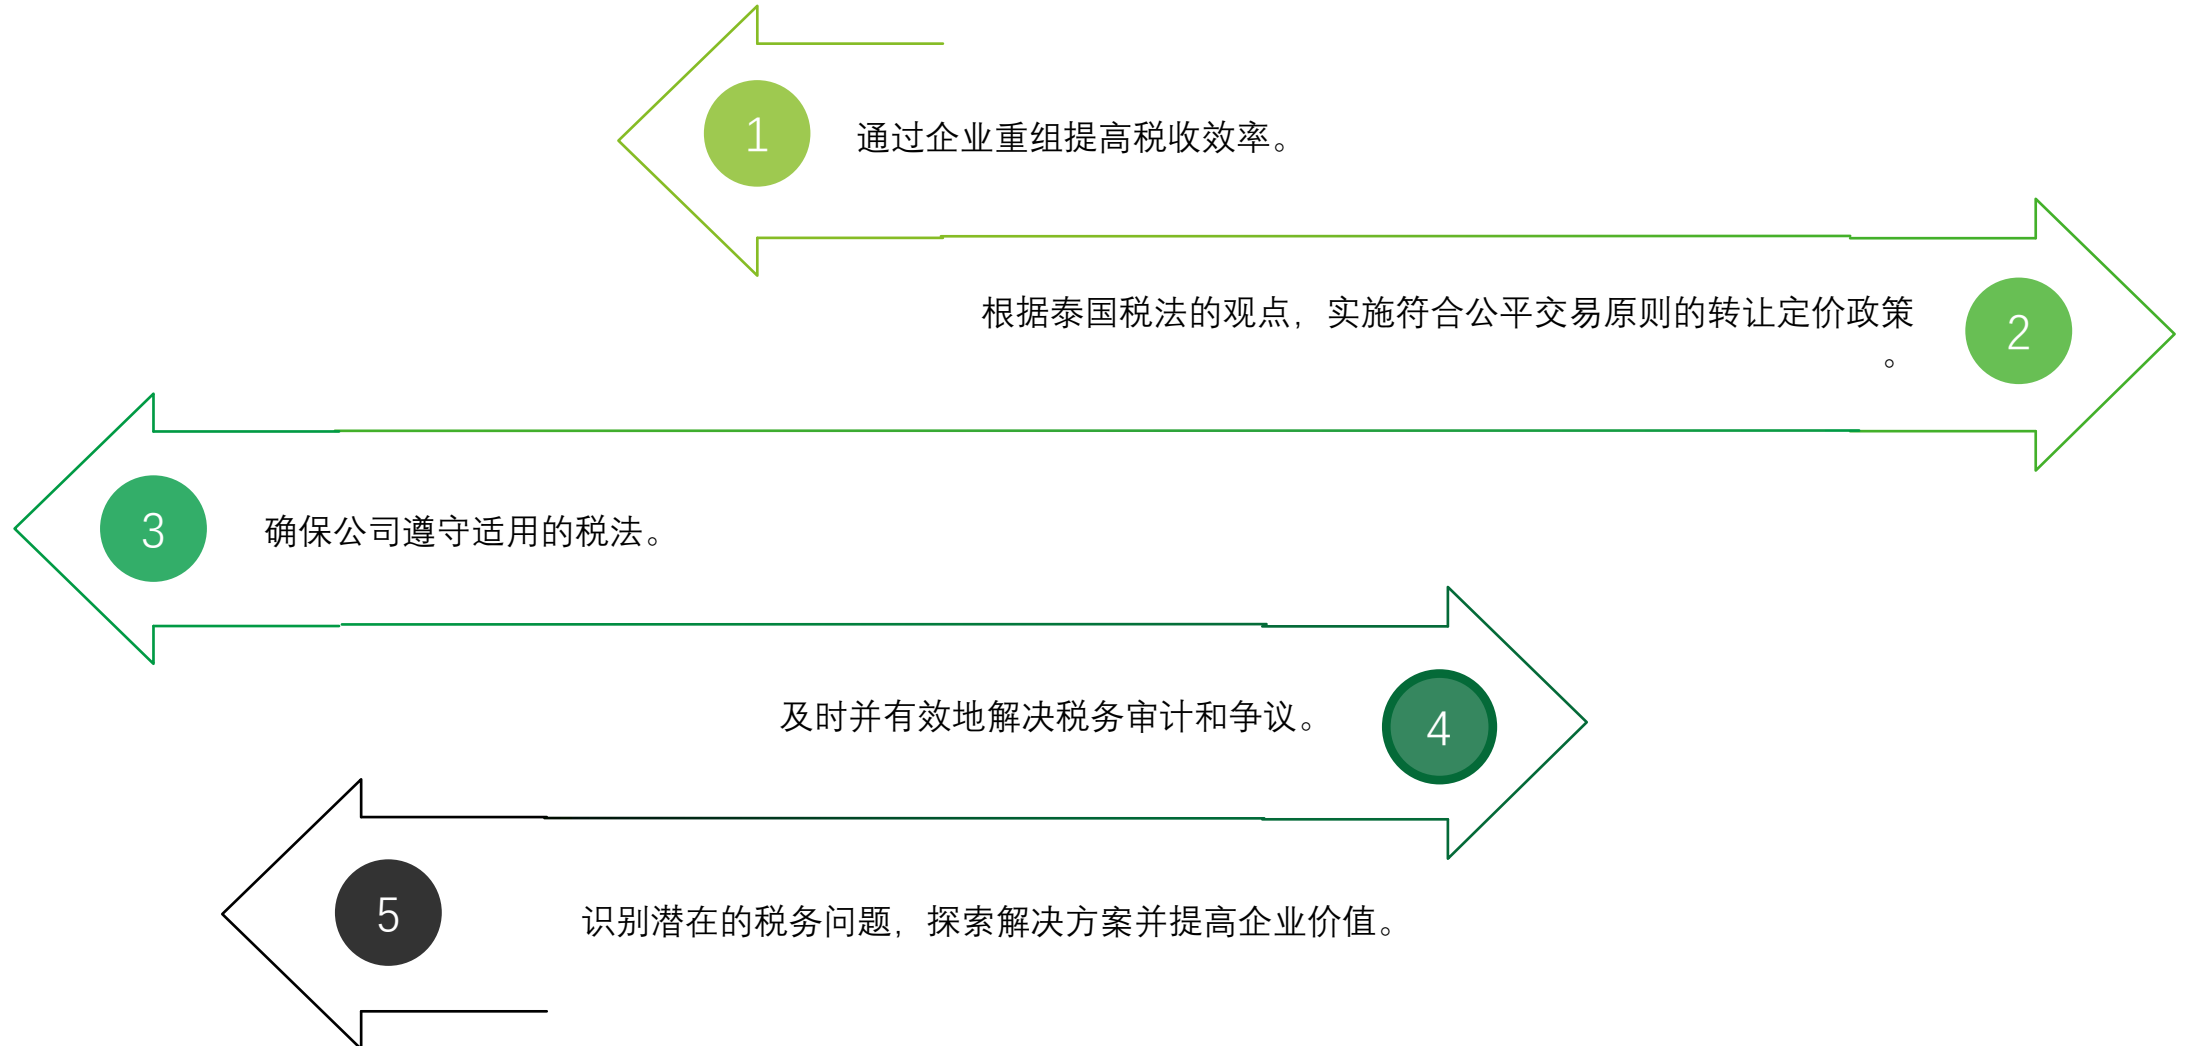 1
通过企业重组提高税收效率。
根据泰国税法的观点，实施符合公平交易原则的转让定价政策
。
2
3
确保公司遵守适用的税法。
及时并有效地解决税务审计和争议。
4
5
识别潜在的税务问题，探索解决方案并提高企业价值。